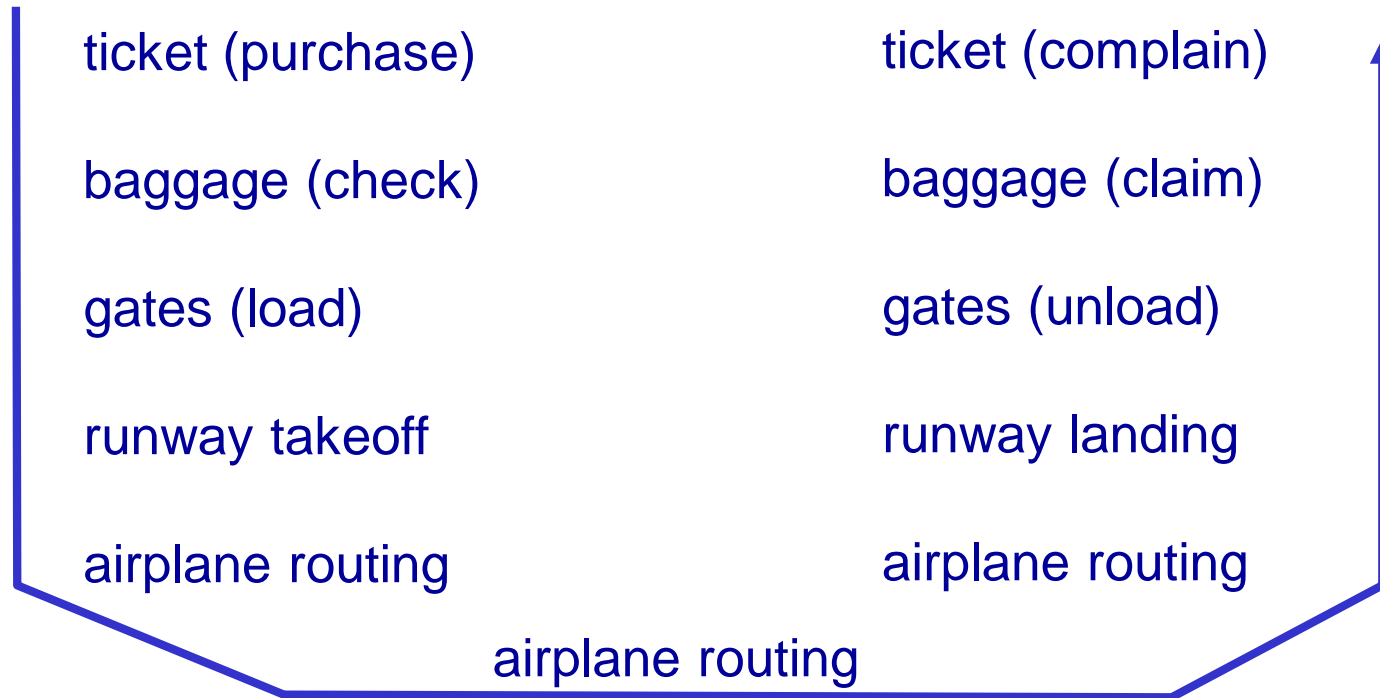 ticket (purchase)
baggage (check)
gates (load)
runway takeoff
airplane routing
ticket (complain)
baggage (claim)
gates (unload)
runway landing
airplane routing
airplane routing